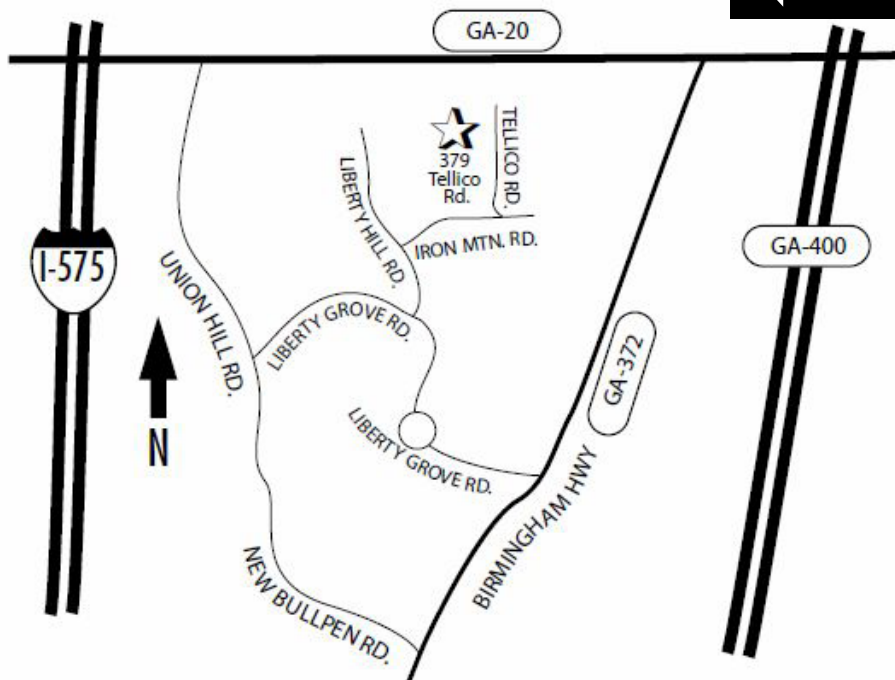 GA-20
TELLICO RD.
379
Tellico
Rd.
LIBERTY HILL RD.
IRON MTN. RD.
GA-400
I-575
UNION HILL RD.
LIBERTY GROVE RD.
GA-372
N
LIBERTY GROVE RD.
BIRMINGHAM HWY
NEW BULLPEN RD.